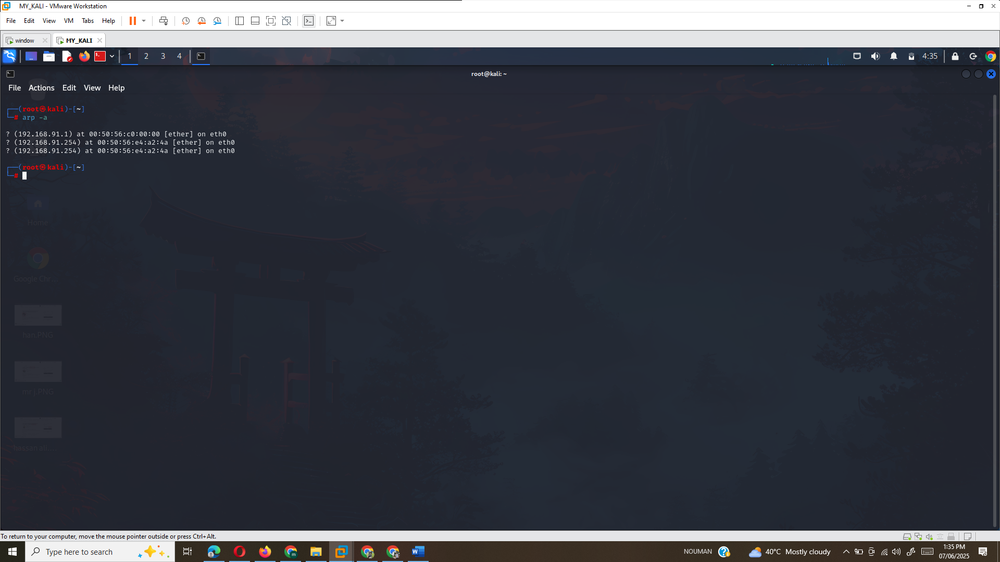 MY_KALI - VMware Workstation
File Edit View VM Tabs Help
window MY_KALI
1 2 3 4 4:35
root@kali: ~
File Actions Edit View Help
┌──(root㉿kali)-[~]
└─# arp -a
? (192.168.91.1) at 00:50:56:c0:00:00 [ether] on eth0
? (192.168.91.254) at 00:50:56:e4:a2:4a [ether] on eth0
? (192.168.91.254) at 00:50:56:e4:a2:4a [ether] on eth0
┌──(root㉿kali)-[~]
└─#
Home
Google Chr...
han.PNG
mr j.PNG
hassan ali....
To return to your computer, move the mouse pointer outside or press Ctrl+Alt.
Type here to search
NOUMAN
40°C Mostly cloudy
1:35 PM
07/06/2025